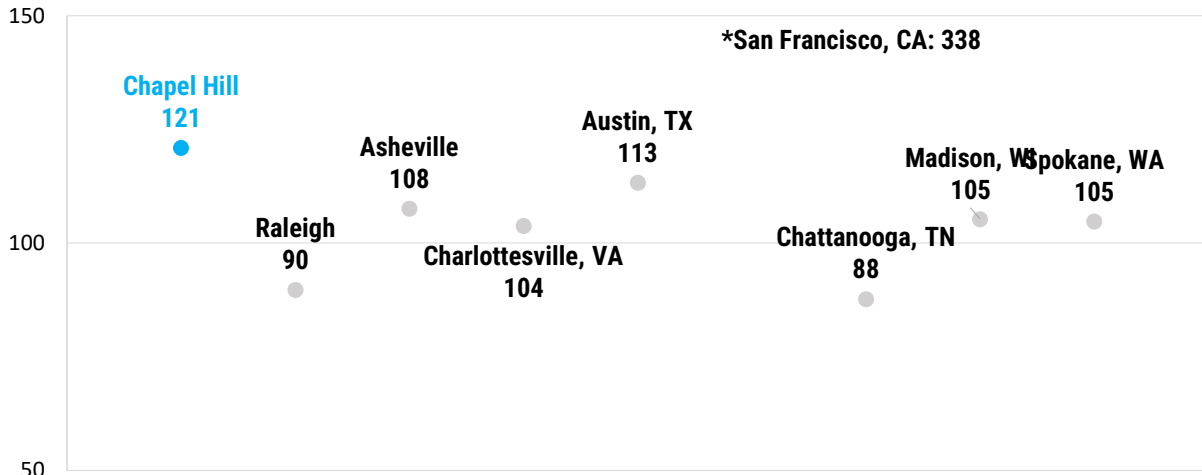 150
*San Francisco, CA: 338
Chapel Hill
121
Austin, TX
113
Asheville
108
Madison, WI
105
Spokane, WA
105
Raleigh
90
100
Charlottesville, VA
104
Chattanooga, TN
88
50